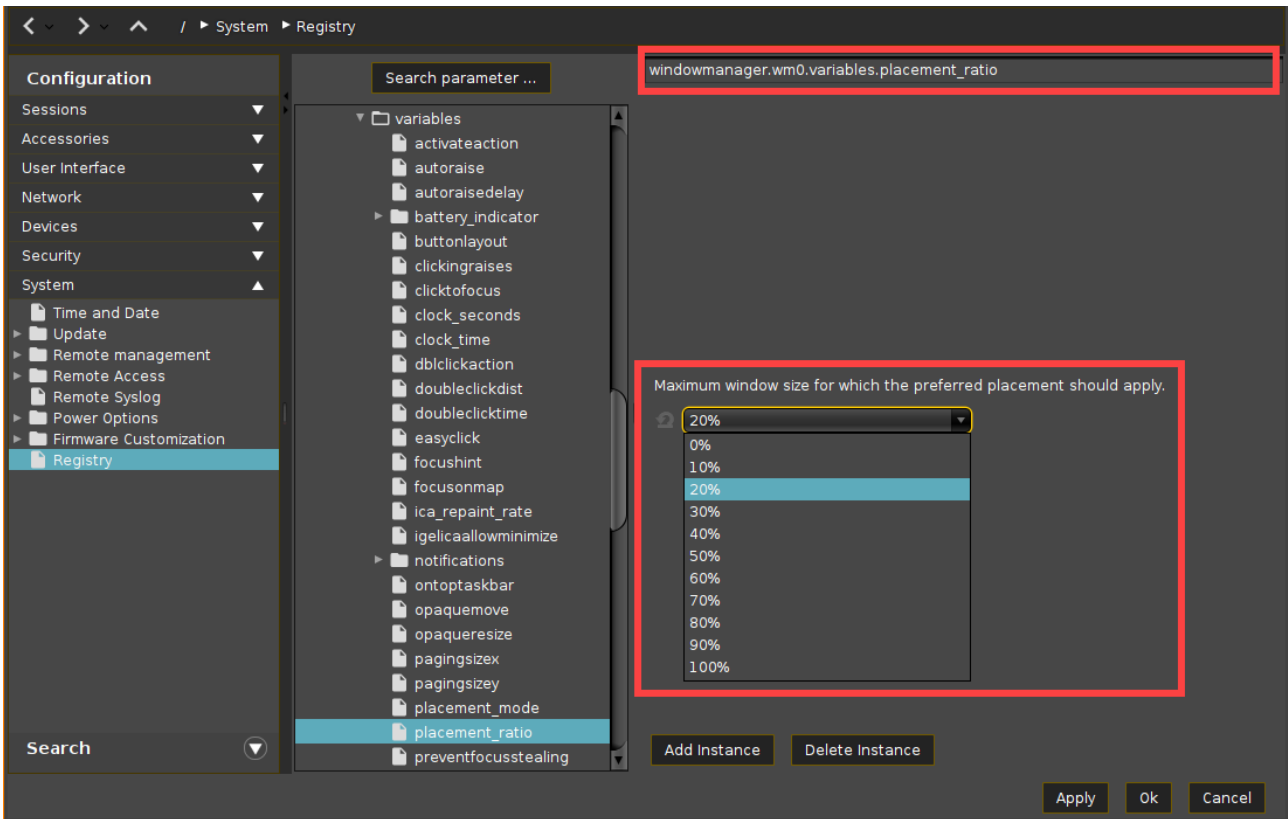 / System Registry
Configuration
Sessions
Accessories
User Interface
Network
Devices
Security
System
Time and Date
Update
Remote management
Remote Access
Remote Syslog
Power Options
Firmware Customization
Registry
Search
Search parameter ...
variables
activateaction
autoraise
autoraisedelay
battery_indicator
buttonlayout
clickingraises
clicktofocus
clock_seconds
clock_time
dblclickaction
doubleclickdist
doubleclicktime
easyclick
focushint
focusonmap
ica_repaint_rate
igelicaallowminimize
notifications
ontoptaskbar
opaquemove
opaqueresize
pagingsizex
pagingsizey
placement_mode
placement_ratio
preventfocusstealing
windowmanager.wm0.variables.placement_ratio
Maximum window size for which the preferred placement should apply.
20%
0%
10%
20%
30%
40%
50%
60%
70%
80%
90%
100%
Add Instance Delete Instance
Apply Ok Cancel